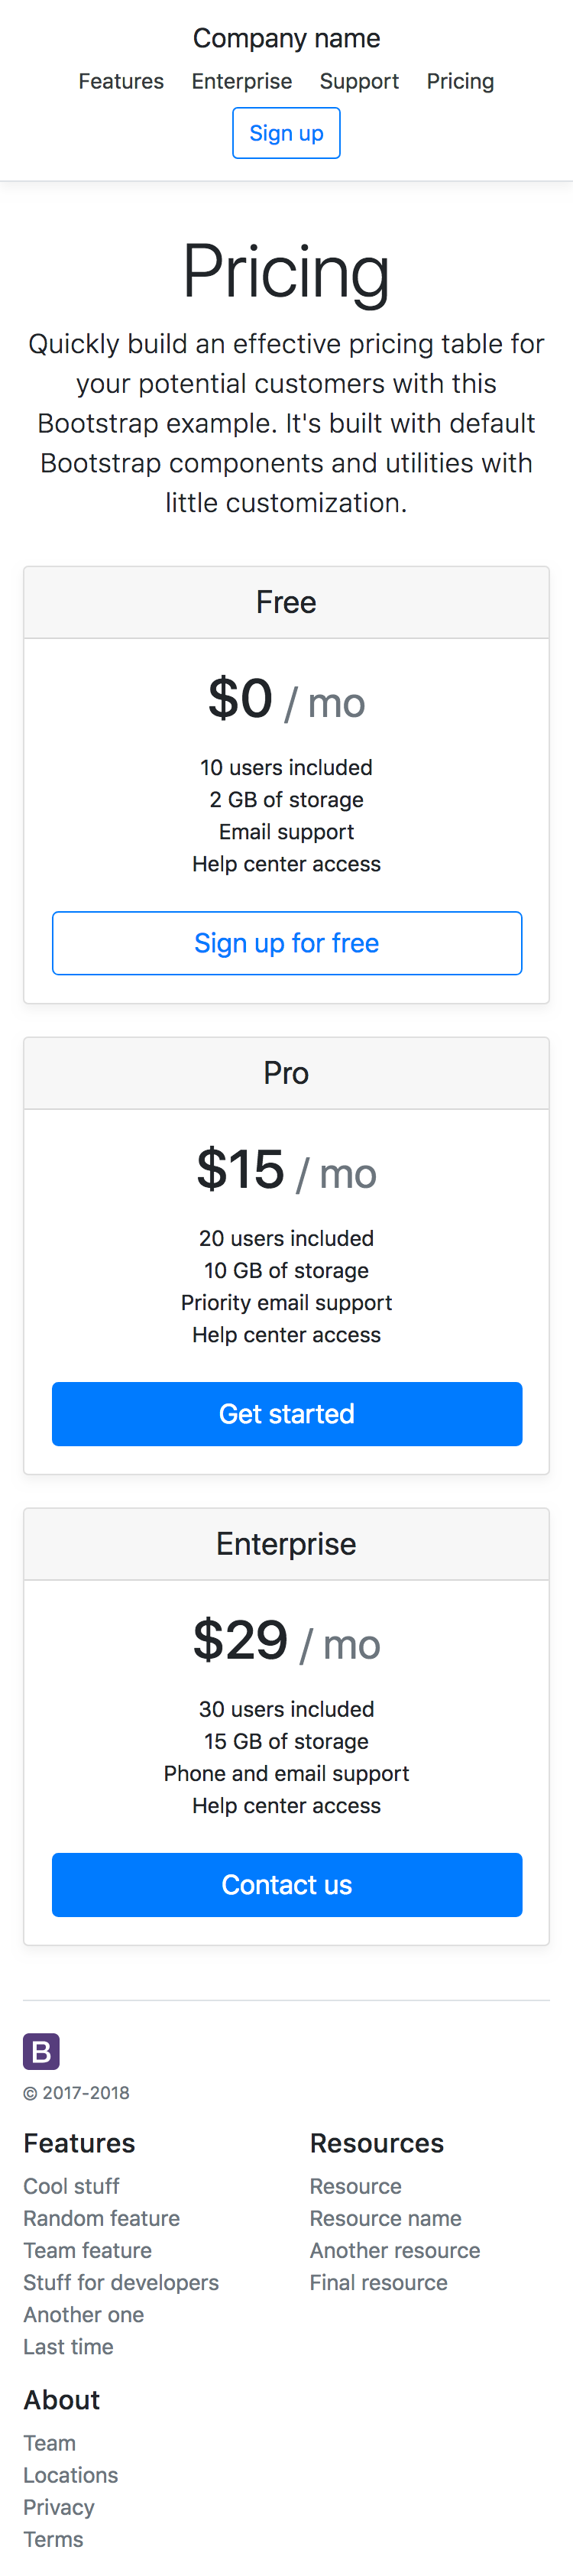 Company name
Features Enterprise Support Pricing
Sign up
Pricing
Quickly build an effective pricing table for
your potential customers with this
Bootstrap example. It's built with default
Bootstrap components and utilities with
little customization.
Free
$0 / mo
10 users included
2 GB of storage
Email support
Help center access
Sign up for free
Pro
$15 / mo
20 users included
10 GB of storage
Priority email support
Help center access
Get started
Enterprise
$29 / mo
30 users included
15 GB of storage
Phone and email support
Help center access
Contact us
B
© 2017-2018
Features
Cool stuff
Random feature
Team feature
Stuff for developers
Another one
Last time
Resources
Resource
Resource name
Another resource
Final resource
About
Team
Locations
Privacy
Terms